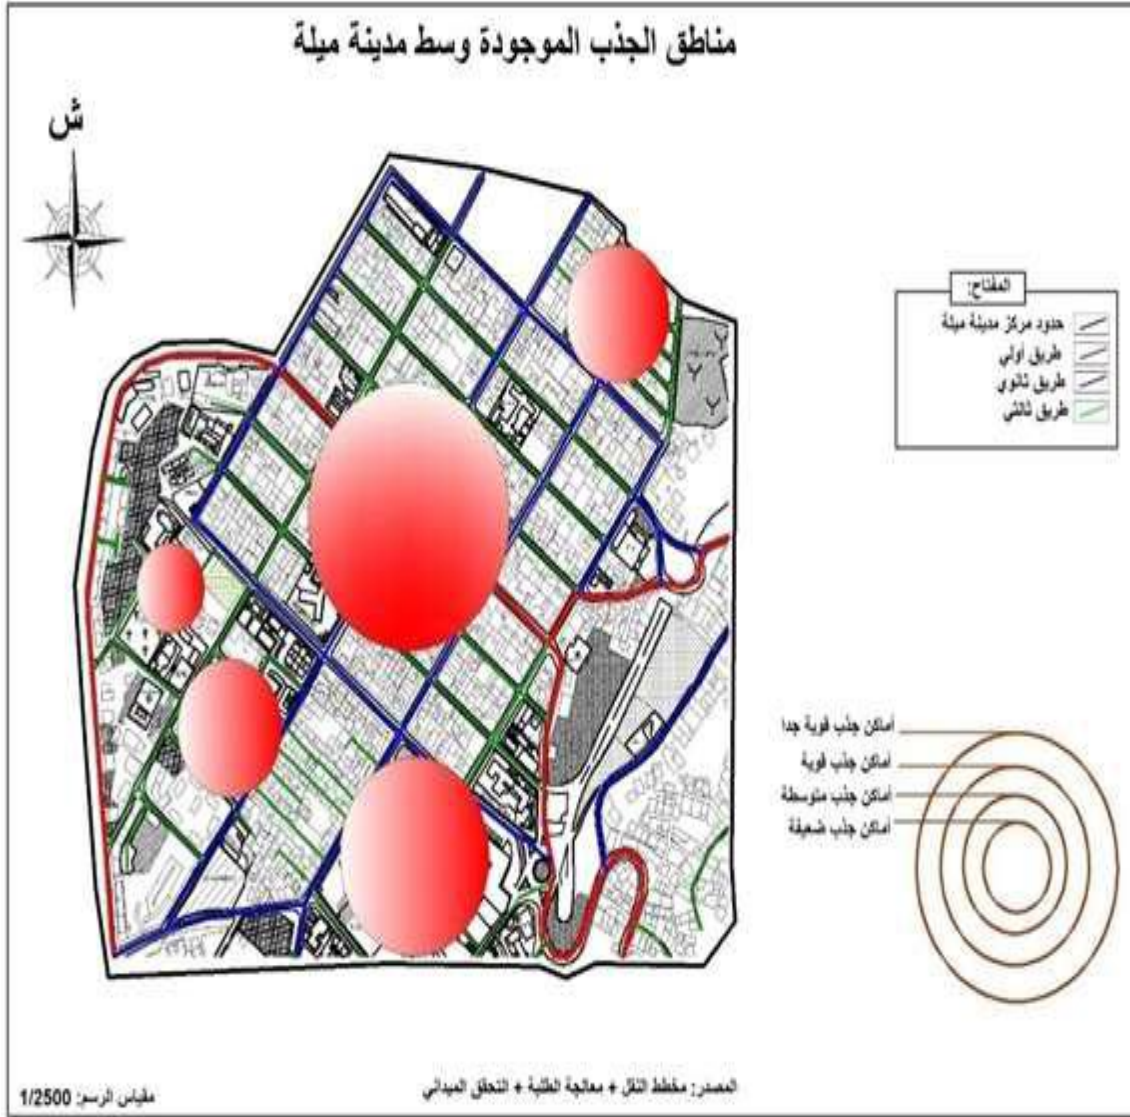 مناطق الجذب الموجودة وسط مدينة ميلة
ش
المفتاح:
حدود مركز مدينة ميلة
طريق اولي
طريق ثانوي
طريق ثالثي
أماكن جذب قوية جدا
أماكن جذب قوية
أماكن جذب متوسطة
أماكن جذب ضعيفة
المصدر: مخطط النقل + معالجة الطلبة + التحقق الميداني
مقياس الرسم: 1/2500